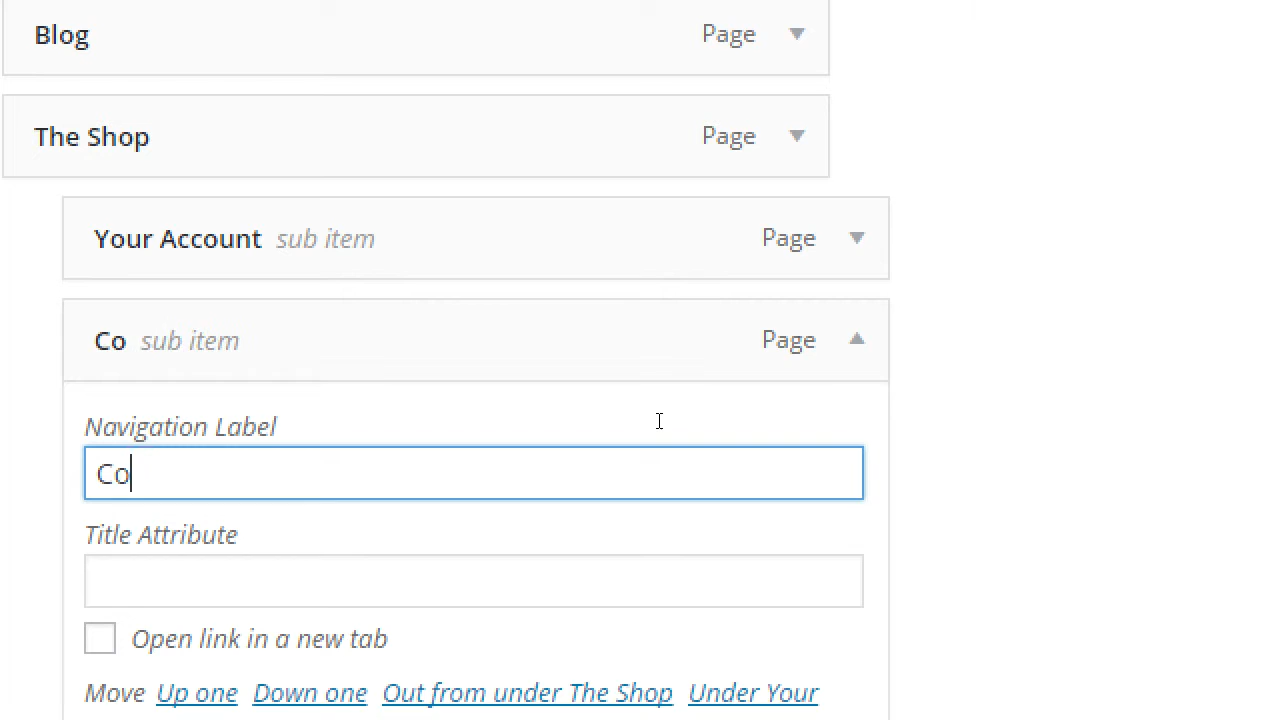 Blog Page
The Shop Page
Your Account sub item Page
Co sub item Page
Navigation Label
Co
Title Attribute
Open link in a new tab
Move Up one Down one Out from under The Shop Under Your